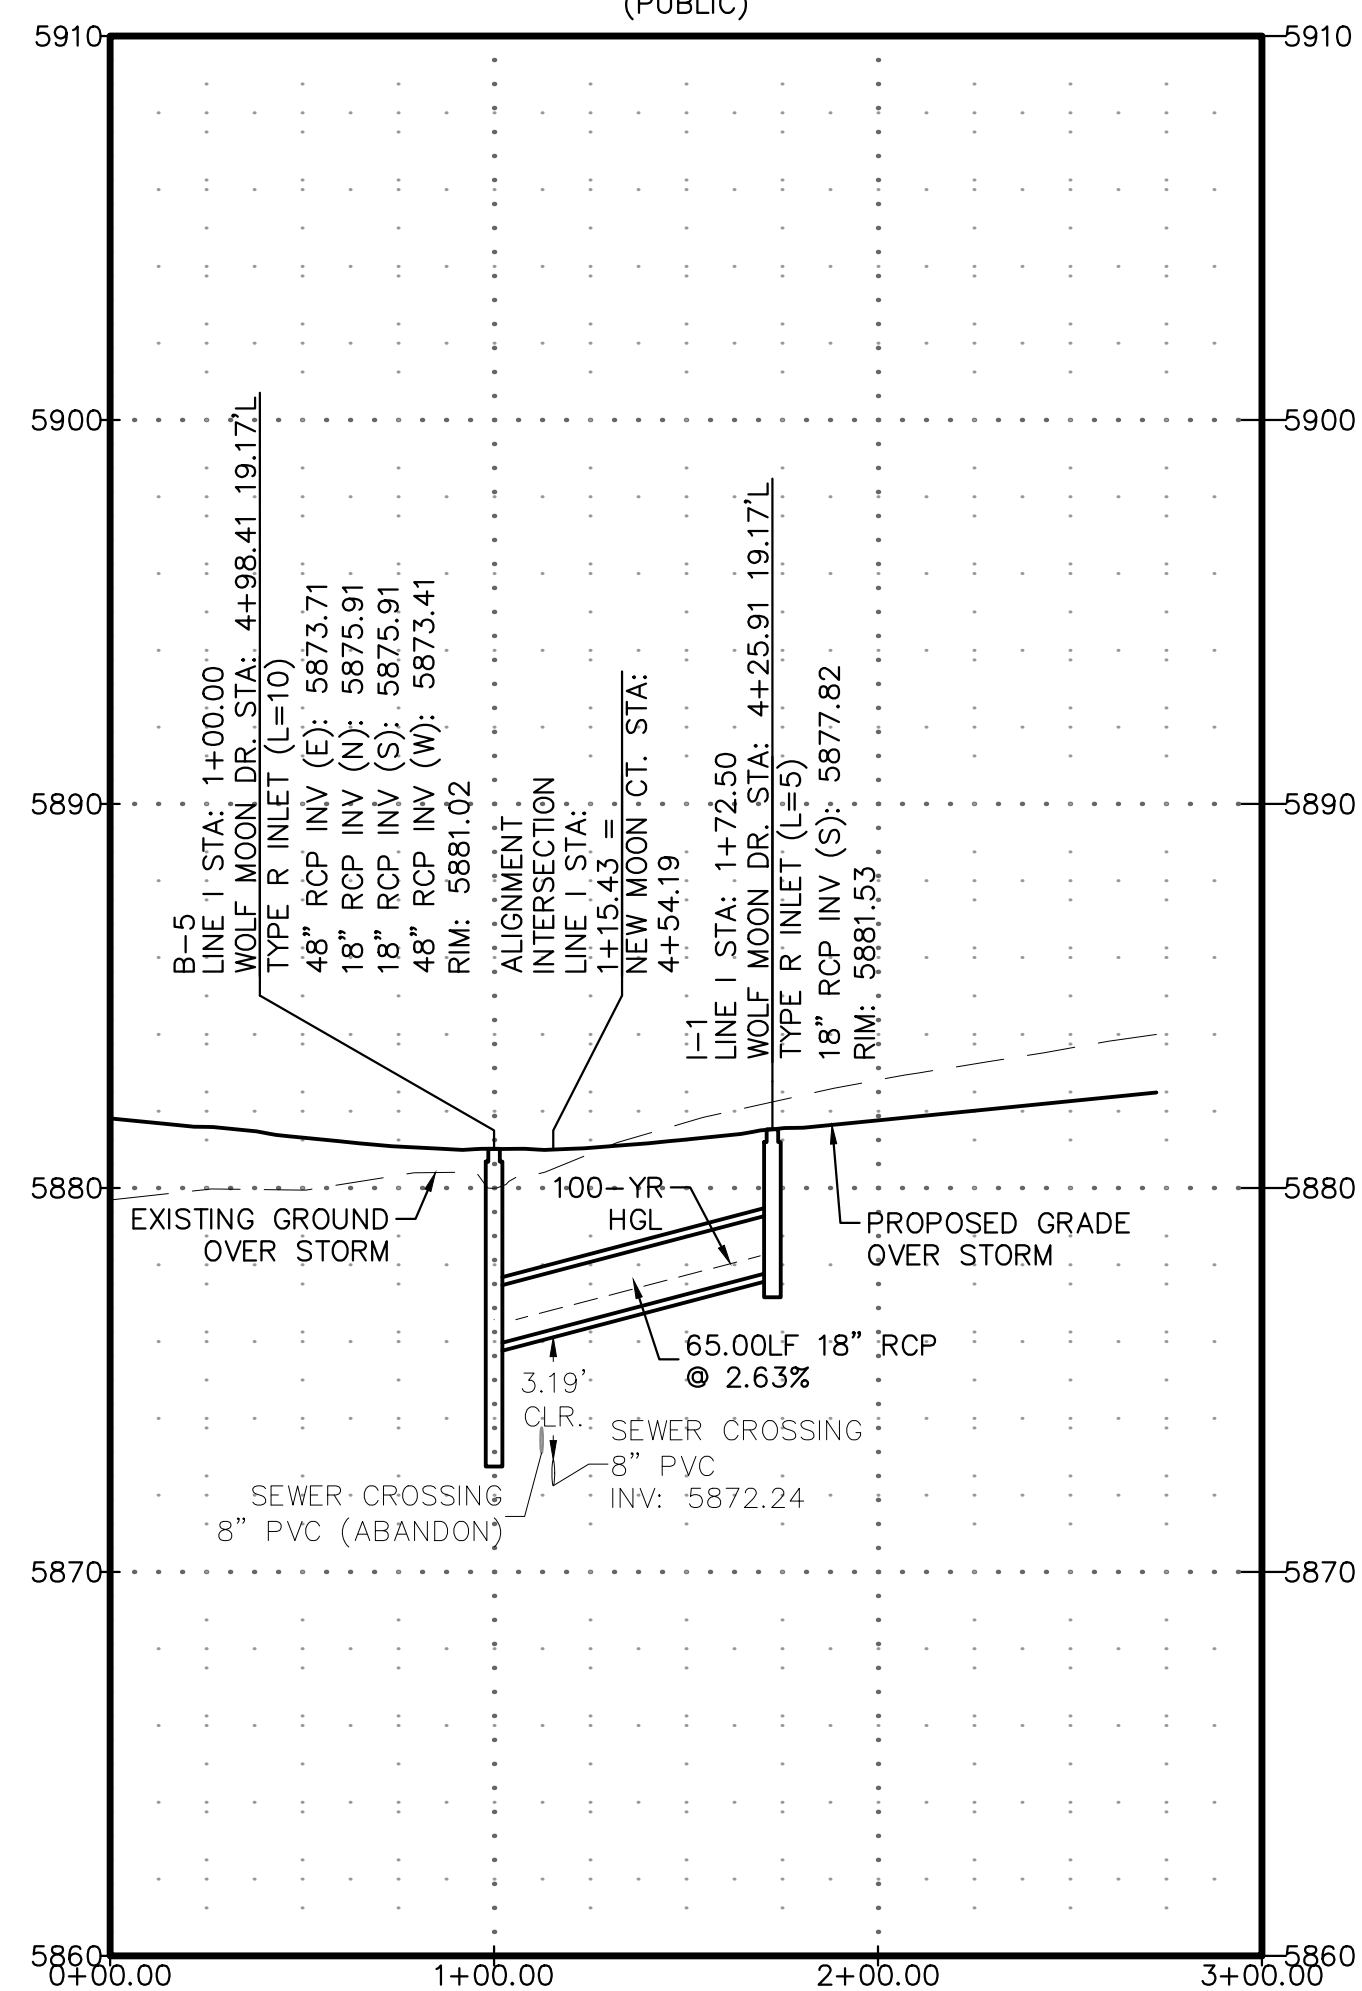 (PUBLIC)
5910
5910
5900
5900
5890
5890
5880
5880
5870
5870
5860
5860
B-5
LINE I STA: 1+00.00
WOLF MOON DR. STA: 4+98.41 19.17'L
TYPE R INLET (L=10)
48" RCP INV (E): 5873.71
18" RCP INV (N): 5875.91
18" RCP INV (S): 5875.91
48" RCP INV (W): 5873.41
RIM: 5881.02
ALIGNMENT
INTERSECTION
LINE I STA:
1+15.43 =
NEW MOON CT. STA:
4+54.19
I-1
LINE I STA: 1+72.50
WOLF MOON DR. STA: 4+25.91 19.17'L
TYPE R INLET (L=5)
18" RCP INV (S): 5877.82
RIM: 5881.53
EXISTING GROUND
OVER STORM
100-YR
HGL
PROPOSED GRADE
OVER STORM
65.00LF 18" RCP
@ 2.63%
3.19'
CLR.
SEWER CROSSING
8" PVC
INV: 5872.24
SEWER CROSSING
8" PVC (ABANDON)
0+00.00
1+00.00
2+00.00
3+00.00